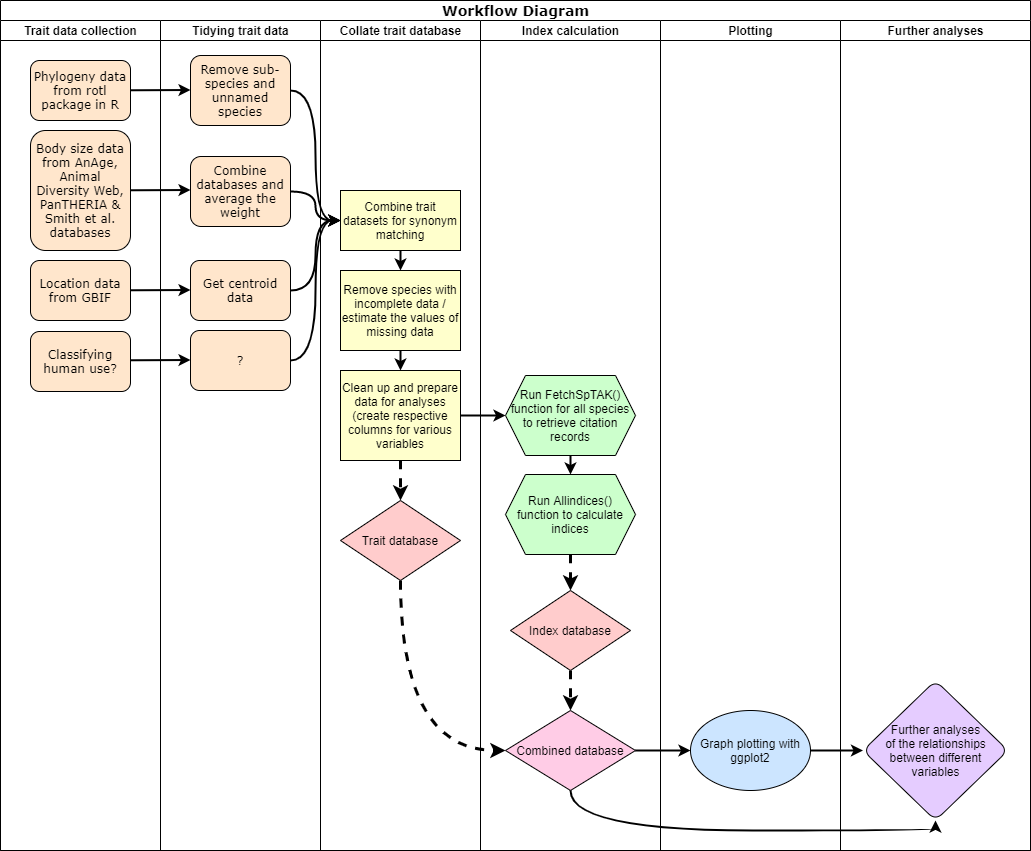 Workflow Diagram
Trait data collection
Tidying trait data
Collate trait database
Index calculation
Plotting
Further analyses
Phylogeny data
from rotl
package in R
Remove sub-
species and
unnamed
species
Body size data
from AnAge,
Animal
Diversity Web,
PanTHERIA &
Smith et al.
databases
Combine
databases and
average the
weight
Location data
from GBIF
Get centroid
data
Classifying
human use?
?
Combine trait
datasets for synonym
matching
Remove species with
incomplete data /
estimate the values of
missing data
Clean up and prepare
data for analyses
(create respective
columns for various
variables
Trait database
Run FetchSpTAK()
function for all species
to retrieve citation
records
Run Allindices()
function to calculate
indices
Index database
Combined database
Graph plotting with
ggplot2
Further analyses
of the relationships
between different
variables